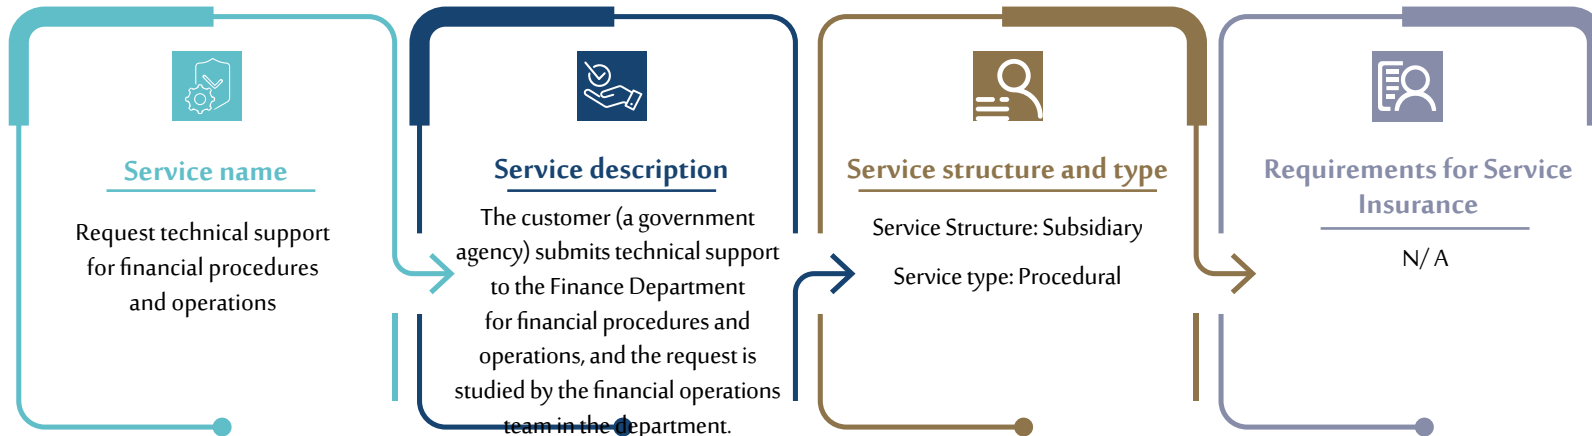 Service name
Request technical support
for financial procedures
and operations
Service description
The customer (a government
agency) submits technical support
to the Finance Department
for financial procedures and
operations, and the request is
studied by the financial operations
team in the department.
Service structure and type
Service Structure: Subsidiary
Service type: Procedural
Requirements for Service
Insurance
N/ A